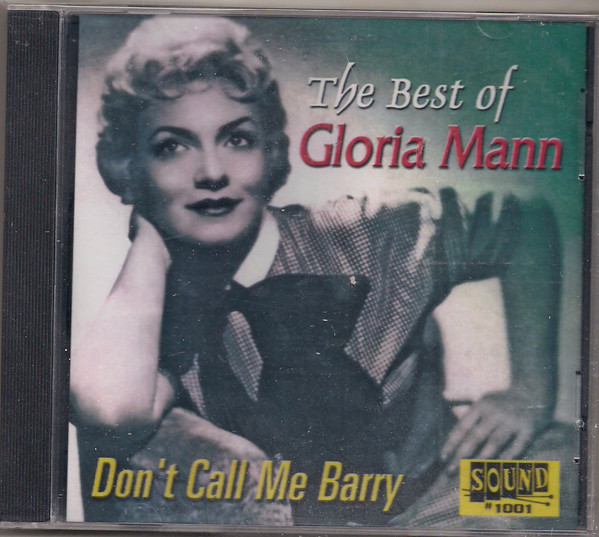 The Best of
Gloria Mann
Don't Call Me Barry
SOUND
#1001